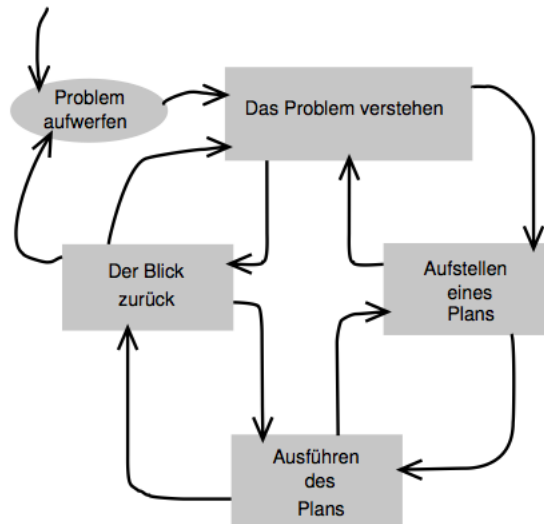 Problem
aufwerfen
Das Problem verstehen
Der Blick
zurück
Aufstellen
eines
Plans
Ausführen
des
Plans